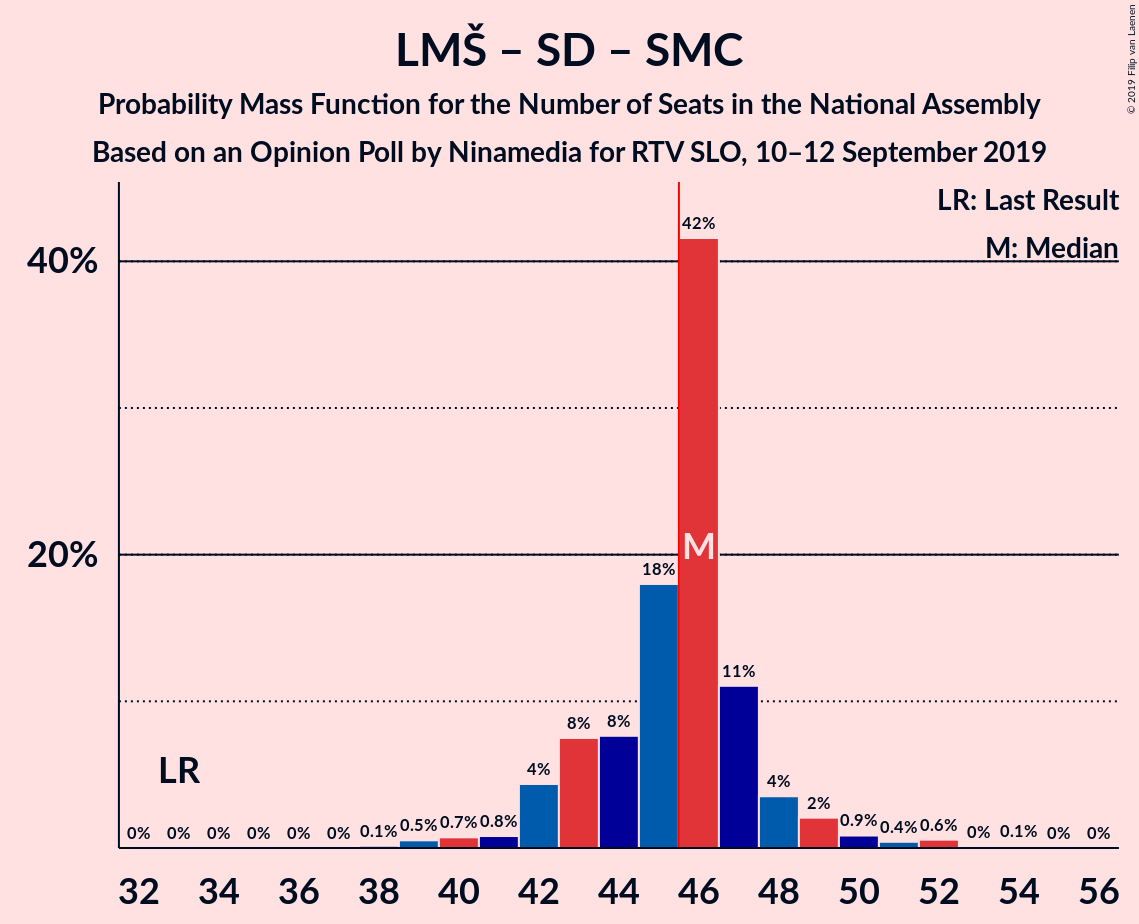 LMŠ – SD – SMC
Probability Mass Function for the Number of Seats in the National Assembly
Based on an Opinion Poll by Ninamedia for RTV SLO, 10–12 September 2019
© 2019 Filip van Laenen
LR: Last Result
M: Median
40%
20%
LR
M
0% 0% 0% 0% 0% 0% 0.1% 0.5% 0.7% 0.8% 4% 8% 8% 18% 42% 11% 4% 2% 0.9% 0.4% 0.6% 0% 0.1% 0% 0%
32 34 36 38 40 42 44 46 48 50 52 54 56